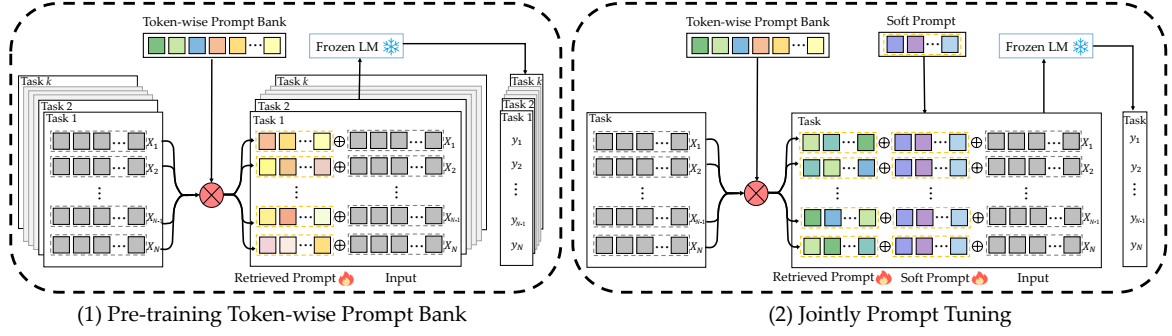 Token-wise Prompt Bank
Frozen LM
Task k
Task 2
Task 1
X1
X2
XN-1
XN
Task k
Task 2
Task 1
X1
X2
XN-1
XN
Task k
Task 2
Task 1
y1
y2
yN-1
yN
Retrieved Prompt
Input
(1) Pre-training Token-wise Prompt Bank
Token-wise Prompt Bank
Soft Prompt
Frozen LM
Task
X1
X2
XN-1
XN
Task
X1
X2
XN-1
XN
Task
y1
y2
yN-1
yN
Retrieved Prompt
Soft Prompt
Input
(2) Jointly Prompt Tuning